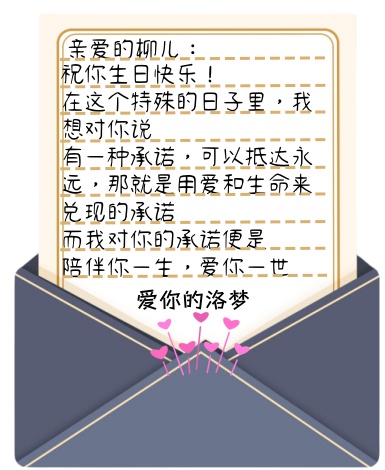 亲爱的柳儿：
祝你生日快乐！
在这个特殊的日子里，我
想对你说
有一种承诺，可以抵达永
远，那就是用爱和生命来
兑现的承诺
而我对你的承诺便是
陪伴你一生，爱你一世
爱你的洛梦